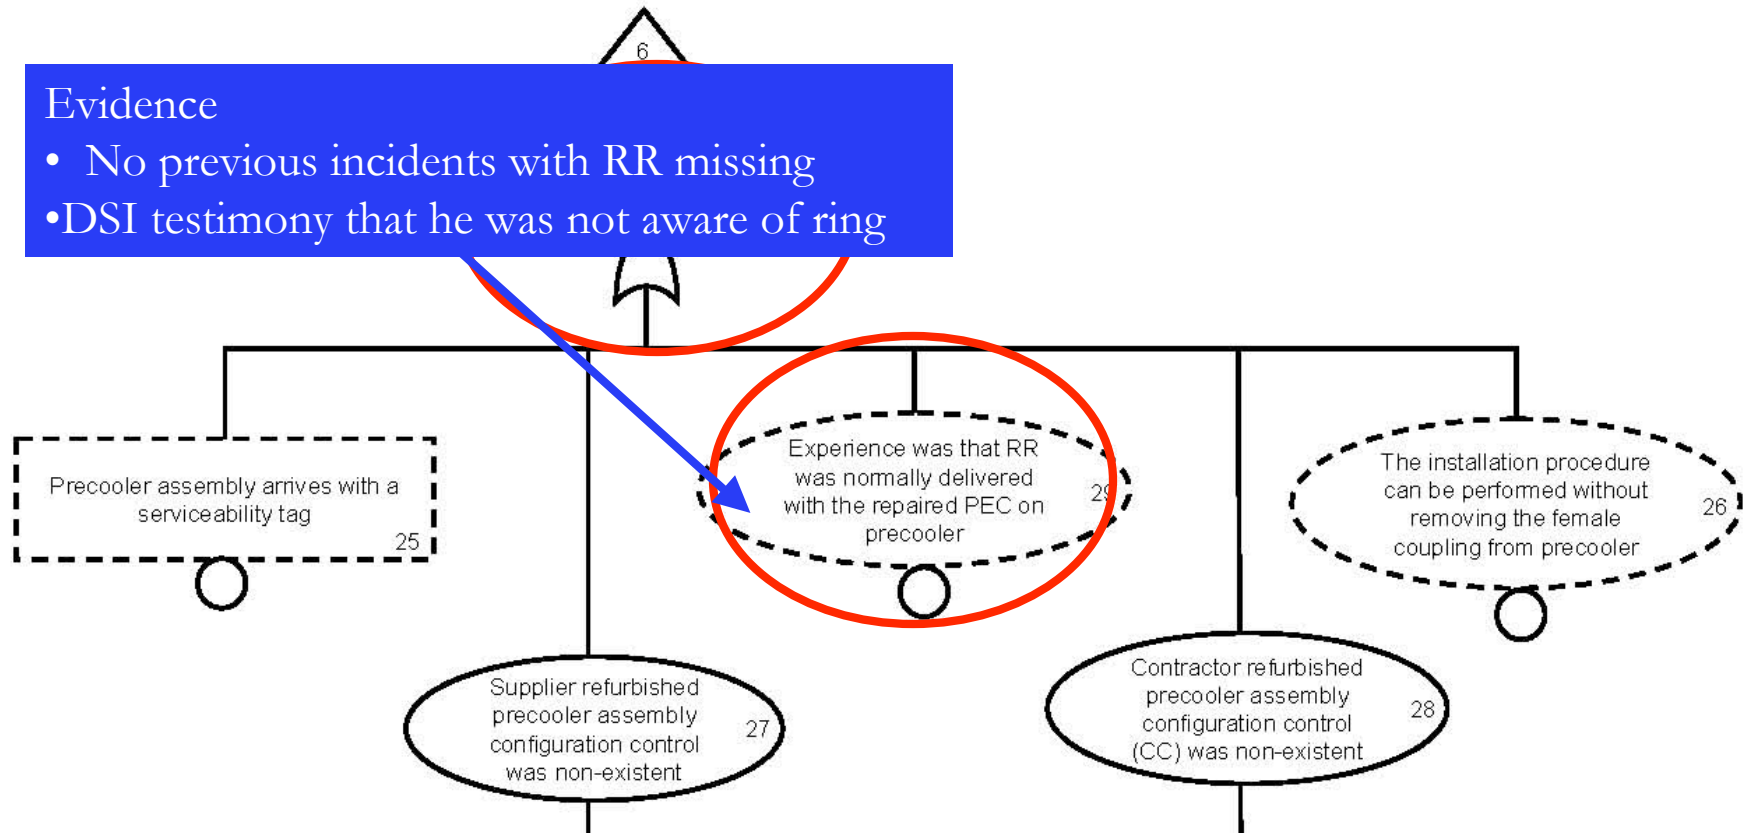 6
Evidence
• No previous incidents with RR missing
•DSI testimony that he was not aware of ring
Precooler assembly arrives with a
serviceability tag
25
Experience was that RR
was normally delivered
with the repaired PEC on
precooler
29
The installation procedure
can be performed without
removing the female
coupling from precooler
26
Supplier refurbished
precooler assembly
configuration control
was non-existent
27
Contractor refurbished
precooler assembly
configuration control
(CC) was non-existent
28